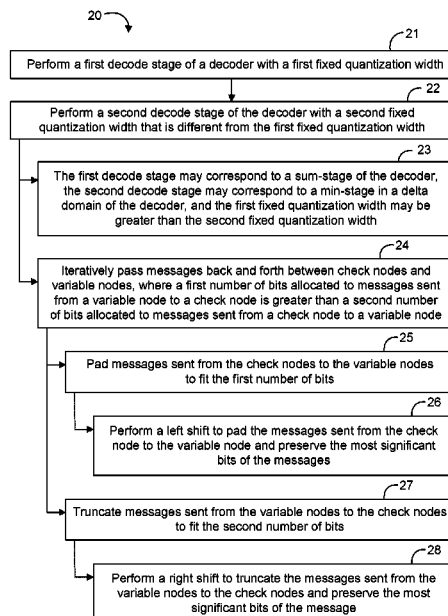 20
21
Perform a first decode stage of a decoder with a first fixed quantization width
22
Perform a second decode stage of the decoder with a second fixed
quantization width that is different from the first fixed quantization width
23
The first decode stage may correspond to a sum-stage of the decoder,
the second decode stage may correspond to a min-stage in a delta
domain of the decoder, and the first fixed quantization width may be
greater than the second fixed quantization width
24
Iteratively pass messages back and forth between check nodes and
variable nodes, where a first number of bits allocated to messages sent
from a variable node to a check node is greater than a second number
of bits allocated to messages sent from a check node to a variable node
25
Pad messages sent from the check nodes to the variable nodes
to fit the first number of bits
26
Perform a left shift to pad the messages sent from the check
node to the variable node and preserve the most significant
bits of the messages
27
Truncate messages sent from the variable nodes to the check nodes
to fit the second number of bits
28
Perform a right shift to truncate the messages sent from the
variable nodes to the check nodes and preserve the most
significant bits of the message